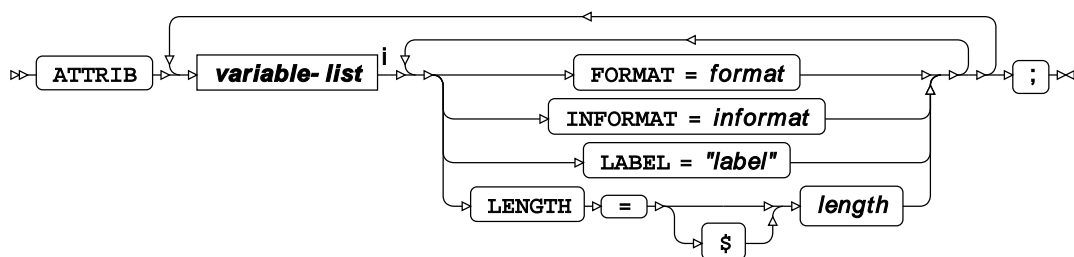 ATTRIB variable- list i FORMAT = format ;
INFORMAT = informat
LABEL = "label"
LENGTH = length
$